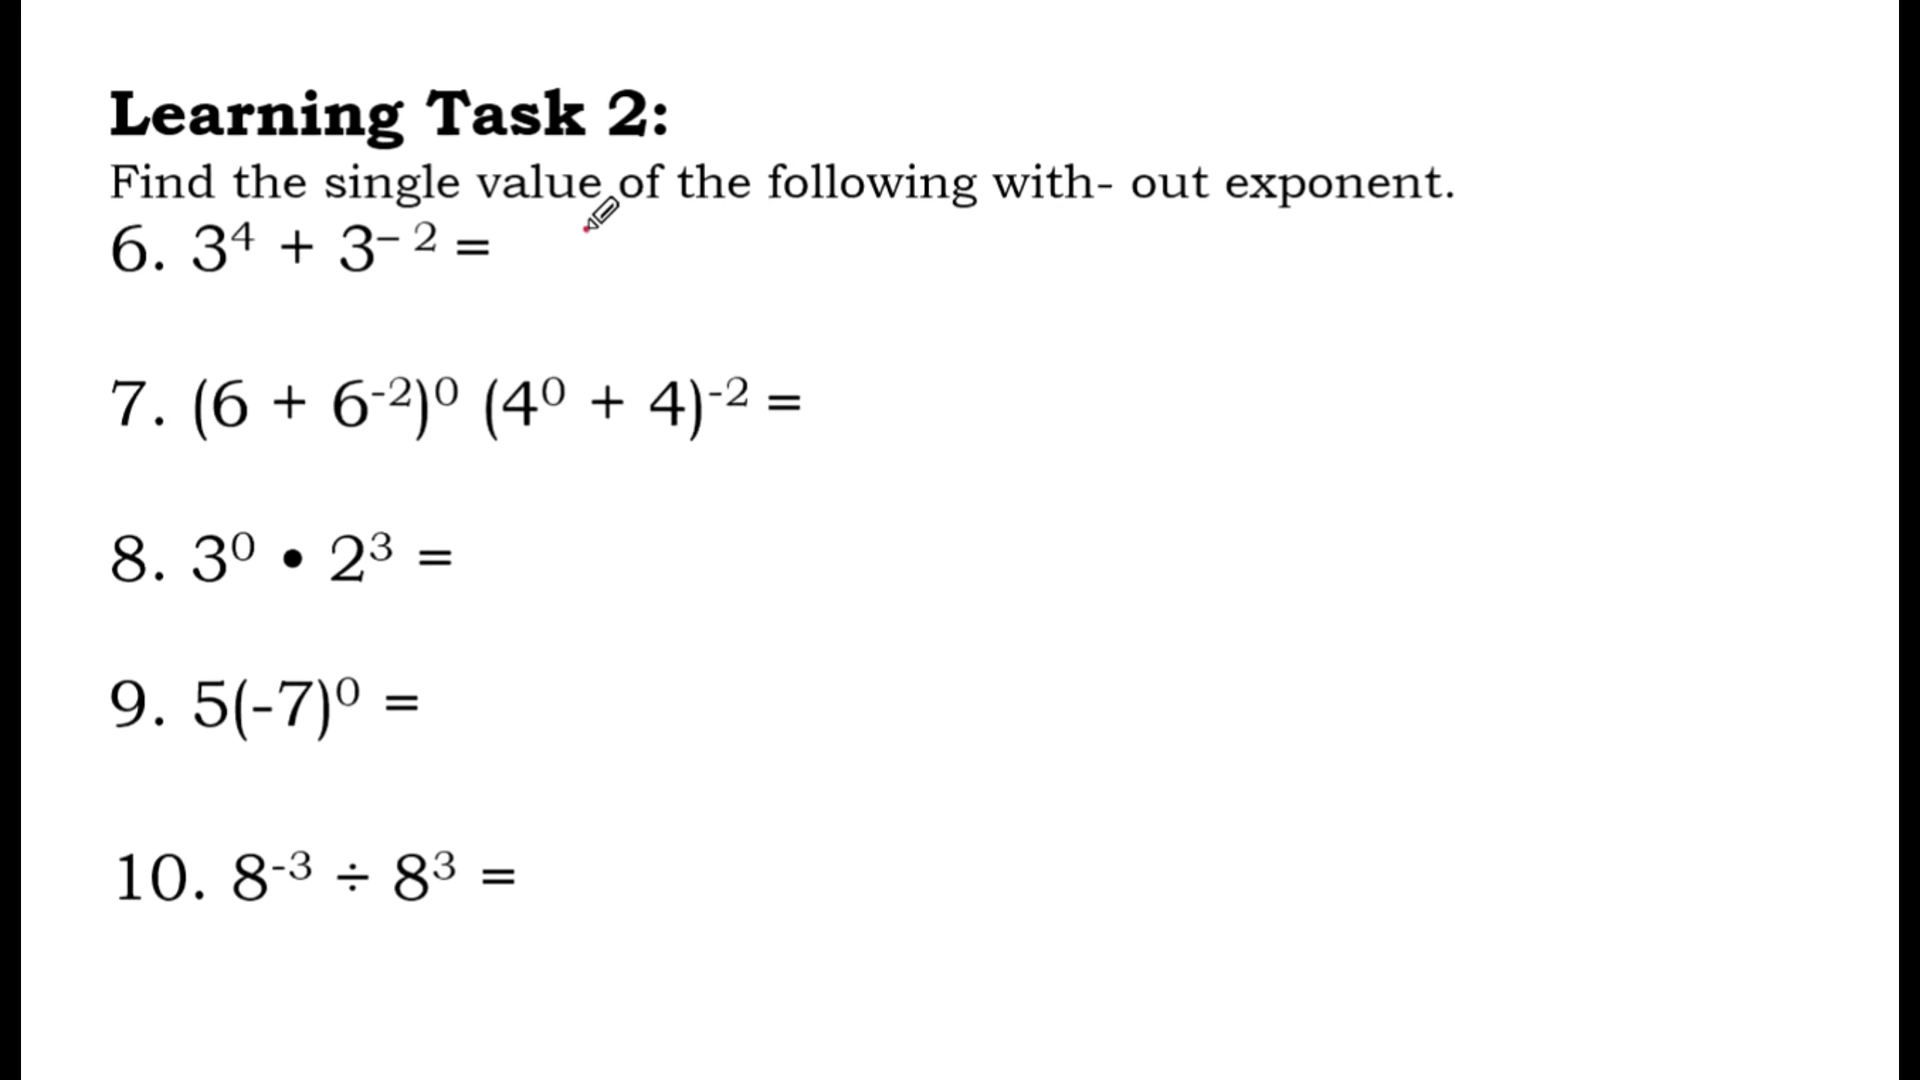 Learning Task 2:
Find the single value of the following with- out exponent.
6. 3⁴ + 3⁻ ² =
7. (6 + 6⁻²)⁰ (4⁰ + 4)⁻² =
8. 3⁰ • 2³ =
9. 5(-7)⁰ =
10. 8⁻³ ÷ 8³ =